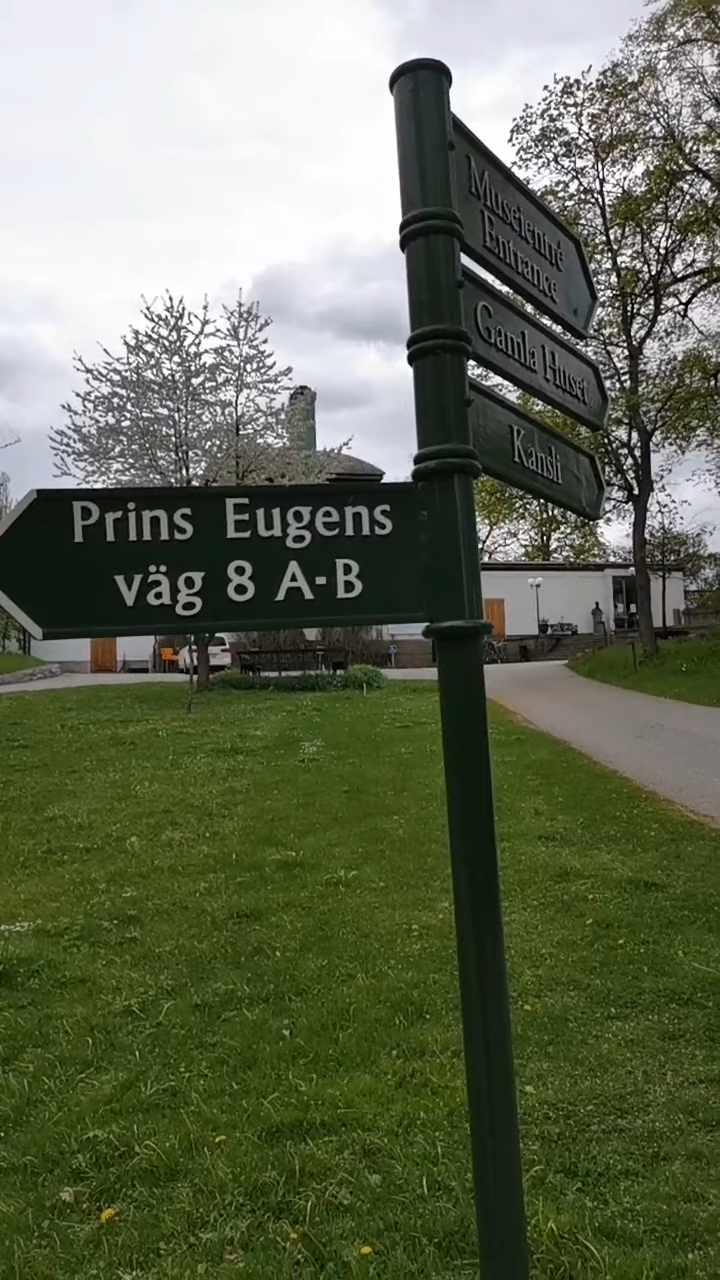 Museientré
Entrance
Gamla Huset
Kansli
Prins Eugens
väg 8 A-B